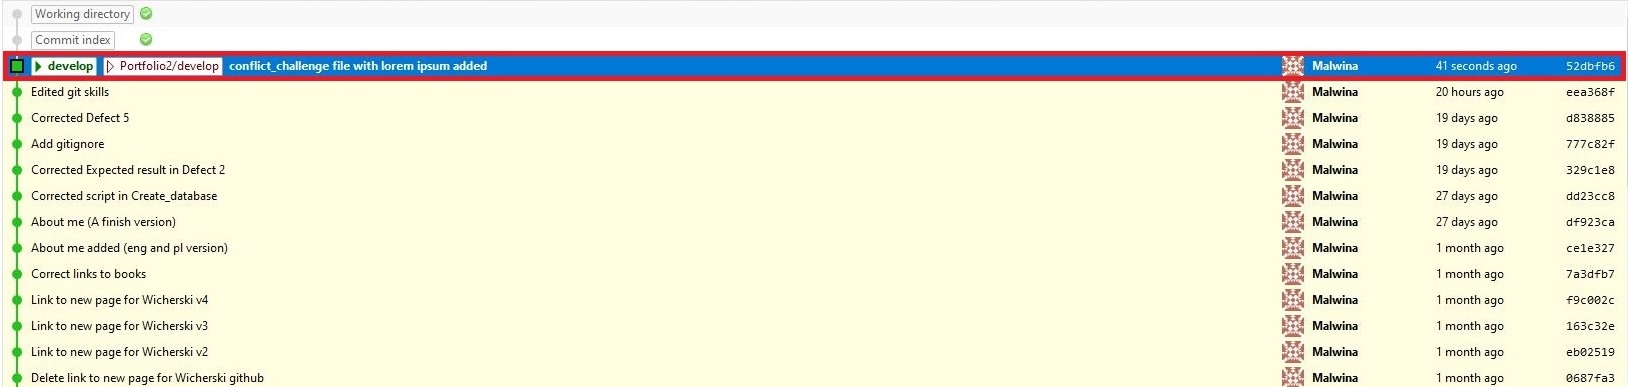 Working directory
Commit index
develop Portfolio2/develop conflict_challenge file with lorem ipsum added Malwina 41 seconds ago 52dbfb6
Edited git skills Malwina 20 hours ago eea368f
Corrected Defect 5 Malwina 19 days ago d838885
Add gitignore Malwina 19 days ago 777c82f
Corrected Expected result in Defect 2 Malwina 19 days ago 329c1e8
Corrected script in Create_database Malwina 27 days ago dd23cc8
About me (A finish version) Malwina 27 days ago df923ca
About me added (eng and pl version) Malwina 1 month ago ce1e327
Correct links to books Malwina 1 month ago 7a3dfb7
Link to new page for Wicherski v4 Malwina 1 month ago f9c002c
Link to new page for Wicherski v3 Malwina 1 month ago 163c32e
Link to new page for Wicherski v2 Malwina 1 month ago eb02519
Delete link to new page for Wicherski github Malwina 1 month ago 0687fa3